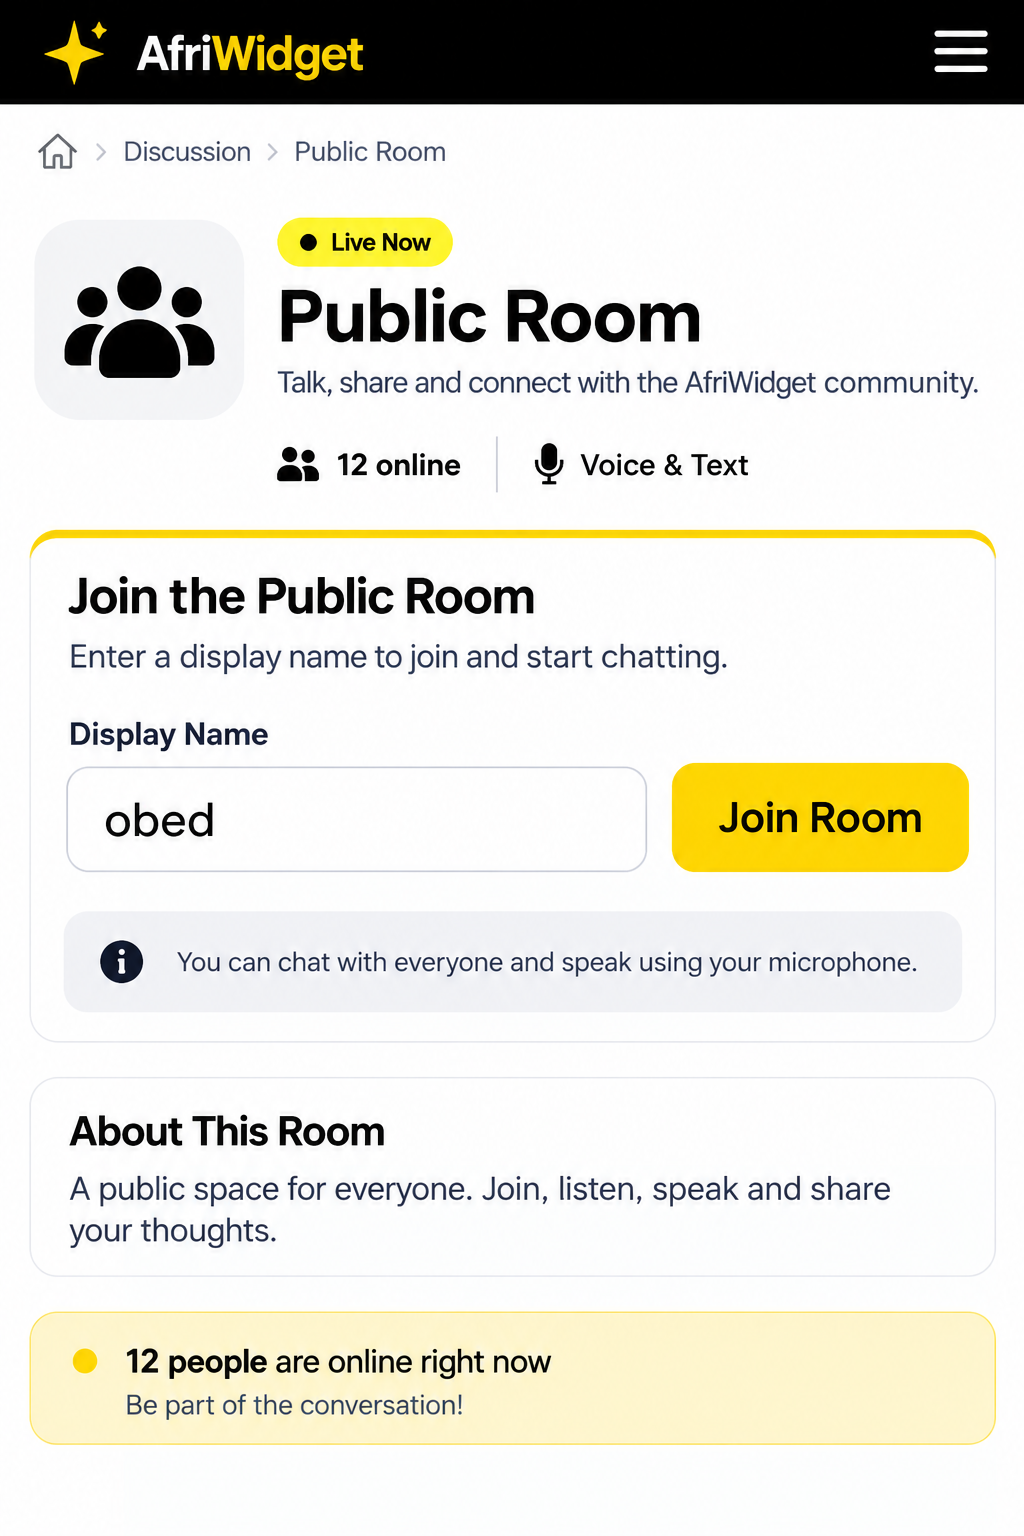 AfriWidget
Discussion > Public Room
Live Now
Public Room
Talk, share and connect with the AfriWidget community.
12 online
Voice & Text
Join the Public Room
Enter a display name to join and start chatting.
Display Name
obed
Join Room
You can chat with everyone and speak using your microphone.
About This Room
A public space for everyone. Join, listen, speak and share
your thoughts.
12 people are online right now
Be part of the conversation!